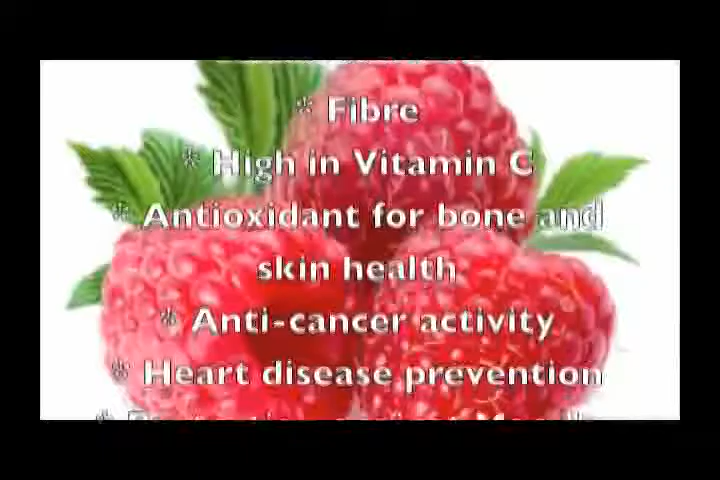 * Fibre
* High in Vitamin C
* Antioxidant for bone and
skin health
* Anti-cancer activity
* Heart disease prevention
*